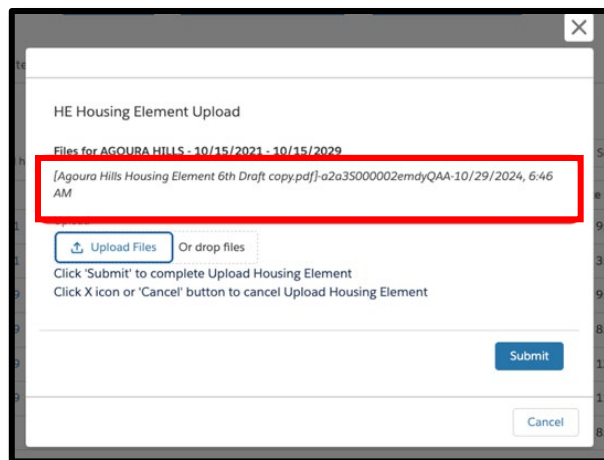 HE Housing Element Upload
Files for AGOURA HILLS - 10/15/2021 - 10/15/2029
[Agoura Hills Housing Element 6th Draft copy.pdf]-a2a3S000002emdyQAA-10/29/2024, 6:46
AM
Upload Files Or drop files
Click 'Submit' to complete Upload Housing Element
Click X icon or 'Cancel' button to cancel Upload Housing Element
Submit
Cancel